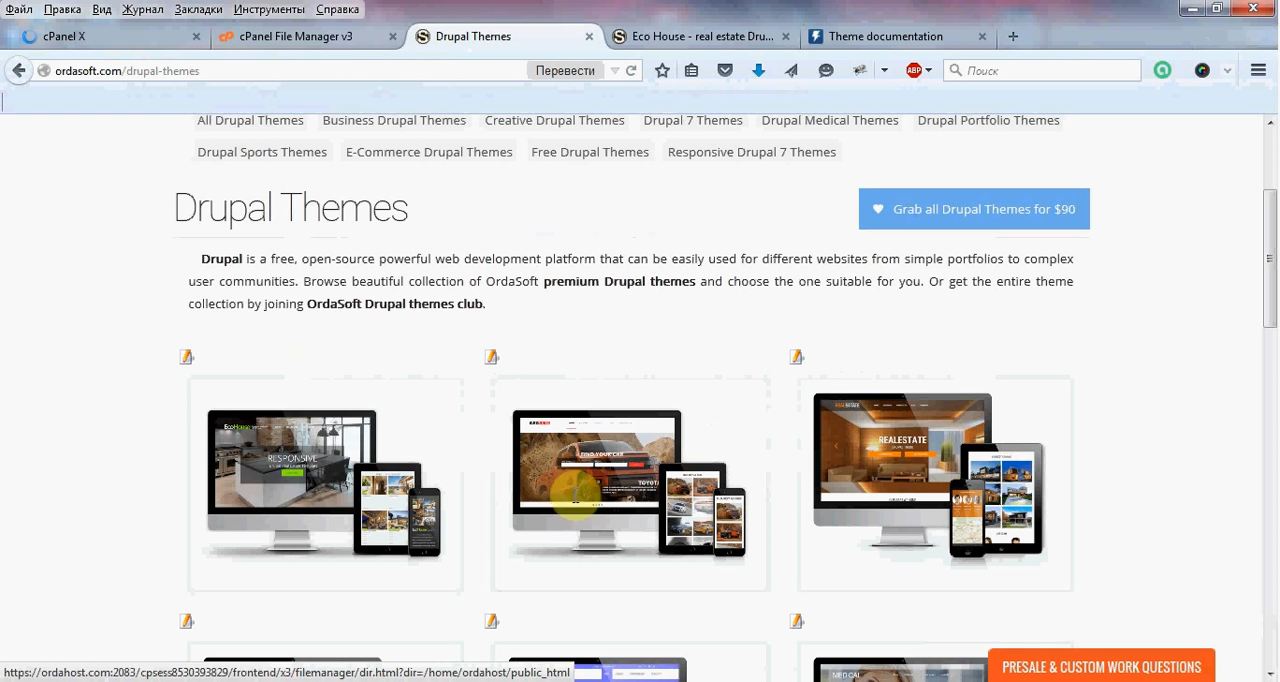 Файл Правка Вид Журнал Закладки Инструменты Справка
cPanel X
cPanel File Manager v3
Drupal Themes
Eco House - real estate Dru...
Theme documentation
ordasoft.com/drupal-themes
Перевести
ABP
Поиск
All Drupal Themes Business Drupal Themes Creative Drupal Themes Drupal 7 Themes Drupal Medical Themes Drupal Portfolio Themes
Drupal Sports Themes E-Commerce Drupal Themes Free Drupal Themes Responsive Drupal 7 Themes
Drupal Themes
Grab all Drupal Themes for $90
Drupal is a free, open-source powerful web development platform that can be easily used for different websites from simple portfolios to complex
user communities. Browse beautiful collection of OrdaSoft premium Drupal themes and choose the one suitable for you. Or get the entire theme
collection by joining OrdaSoft Drupal themes club.
EcoHouse
RESPONSIVE
FIND YOUR CAR
REALESTATE
PRESALE & CUSTOM WORK QUESTIONS
https://ordahost.com:2083/cpsess8530393829/frontend/x3/filemanager/dir.html?dir=/home/ordahost/public_html